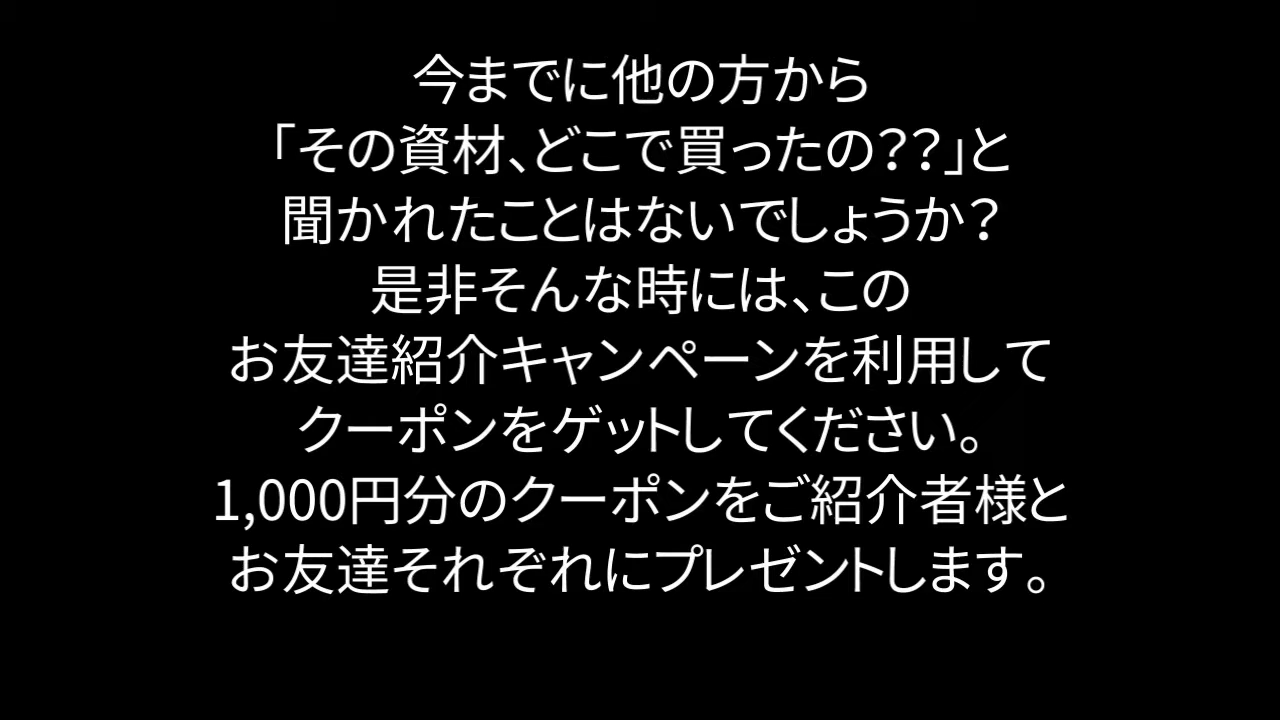 今までに他の方から
「その資材、どこで買ったの??」と
聞かれたことはないでしょうか?
是非そんな時には、この
お友達紹介キャンペーンを利用して
クーポンをゲットしてください。
1,000円分のクーポンをご紹介者様と
お友達それぞれにプレゼントします。